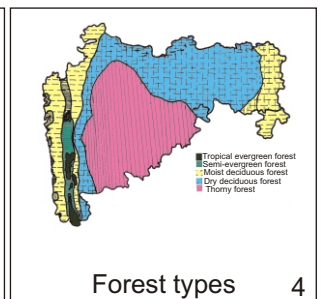 Tropical evergreen forest
Semi-evergreen forest
Moist deciduous forest
Dry deciduous forest
Thorny forest
Forest types 4